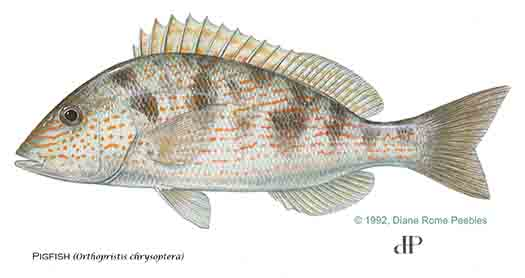 © 1992, Diane Rome Peebles
dP
PIGFISH (Orthopristis chrysoptera)